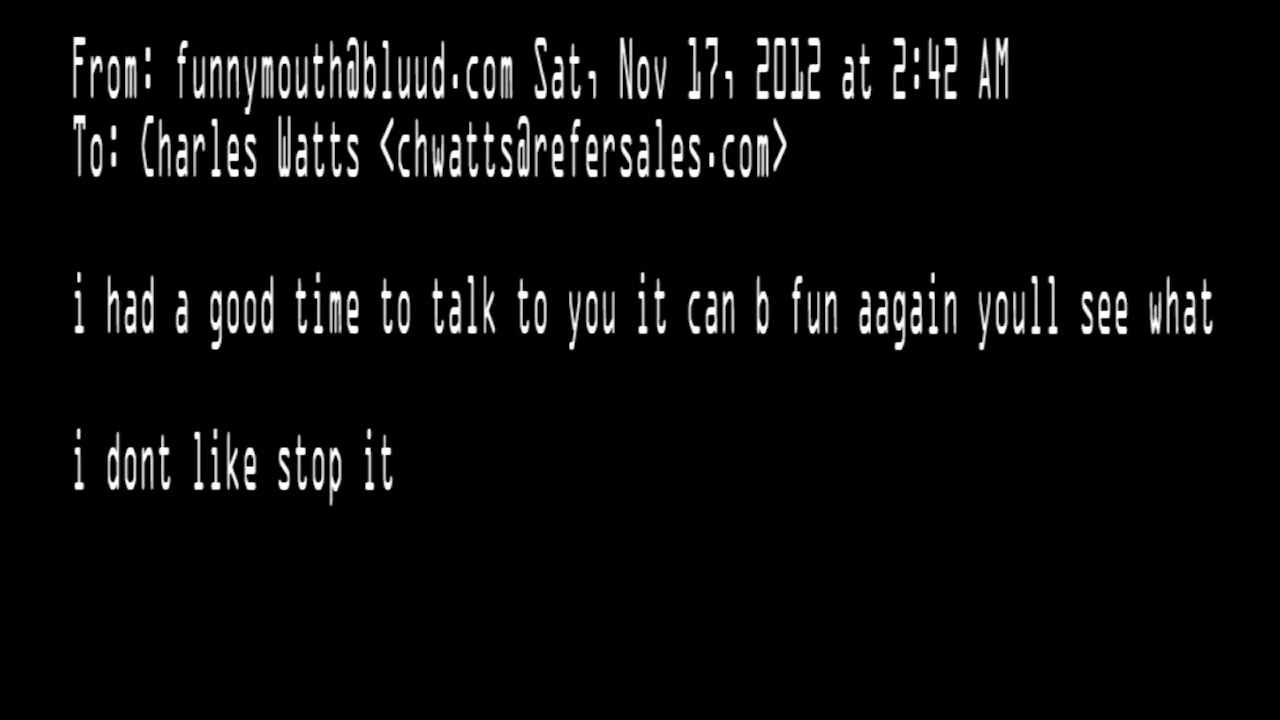 From: funnymouth@bluud.com Sat, Nov 17, 2012 at 2:42 AM
To: Charles Watts <chwatts@refersales.com>
i had a good time to talk to you it can b fun aagain youll see what
i dont like stop it